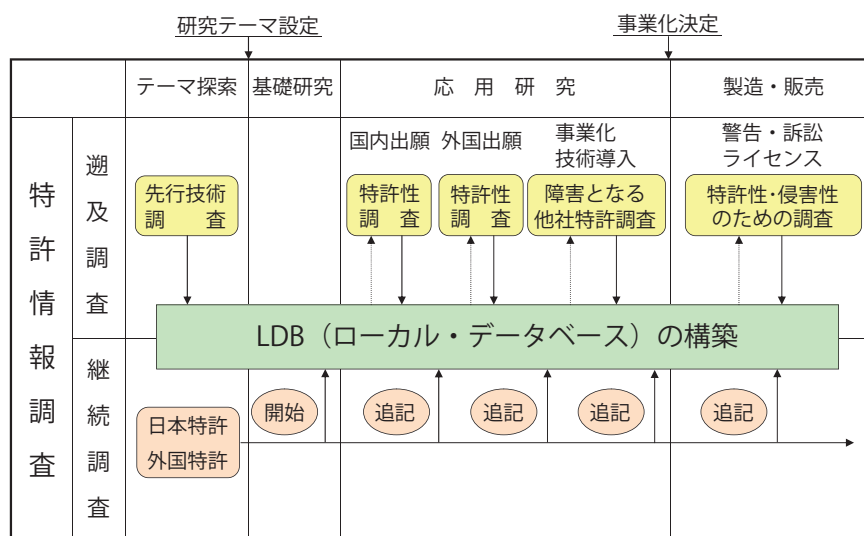 研究テーマ設定
事業化決定
テーマ探索
基礎研究
応用研究
製造・販売
特許情報調査
遡及調査
国内出願
外国出願
事業化
技術導入
警告・訴訟
ライセンス
先行技術
調査
特許性
調査
特許性
調査
障害となる
他社特許調査
特許性・侵害性
のための調査
LDB（ローカル・データベース）の構築
継続調査
日本特許
外国特許
開始
追記
追記
追記
追記